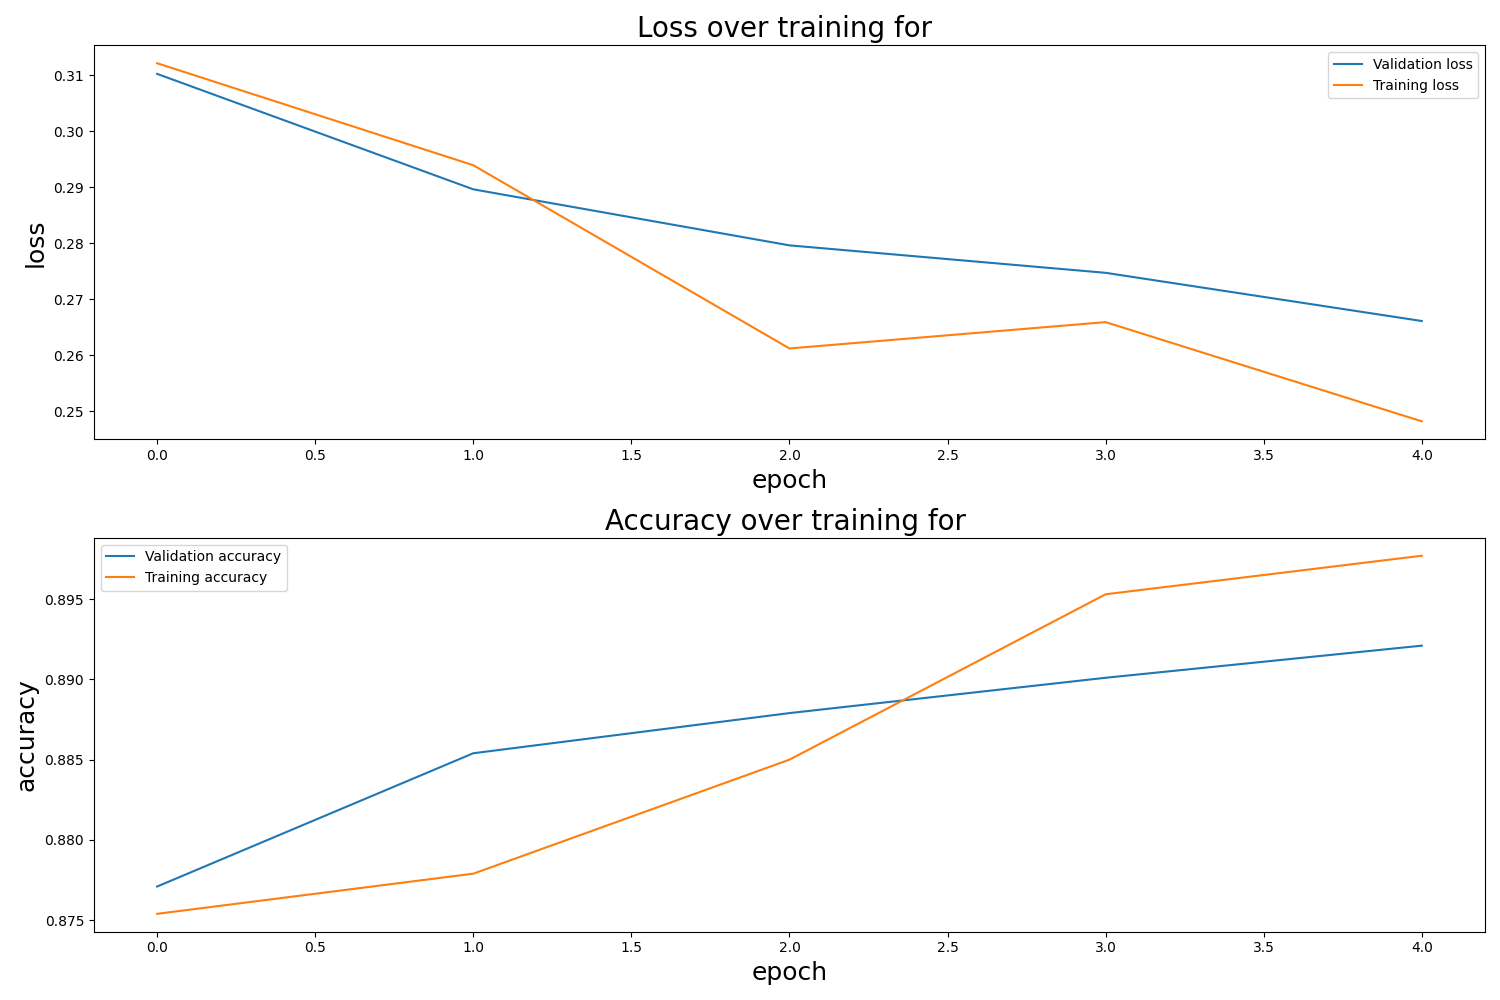 Loss over training for
Validation loss
Training loss
0.31
0.30
0.29
0.28
0.27
0.26
0.25
loss
0.0 0.5 1.0 1.5 2.0 2.5 3.0 3.5 4.0
epoch
Accuracy over training for
Validation accuracy
Training accuracy
0.895
0.890
0.885
0.880
0.875
accuracy
0.0 0.5 1.0 1.5 2.0 2.5 3.0 3.5 4.0
epoch